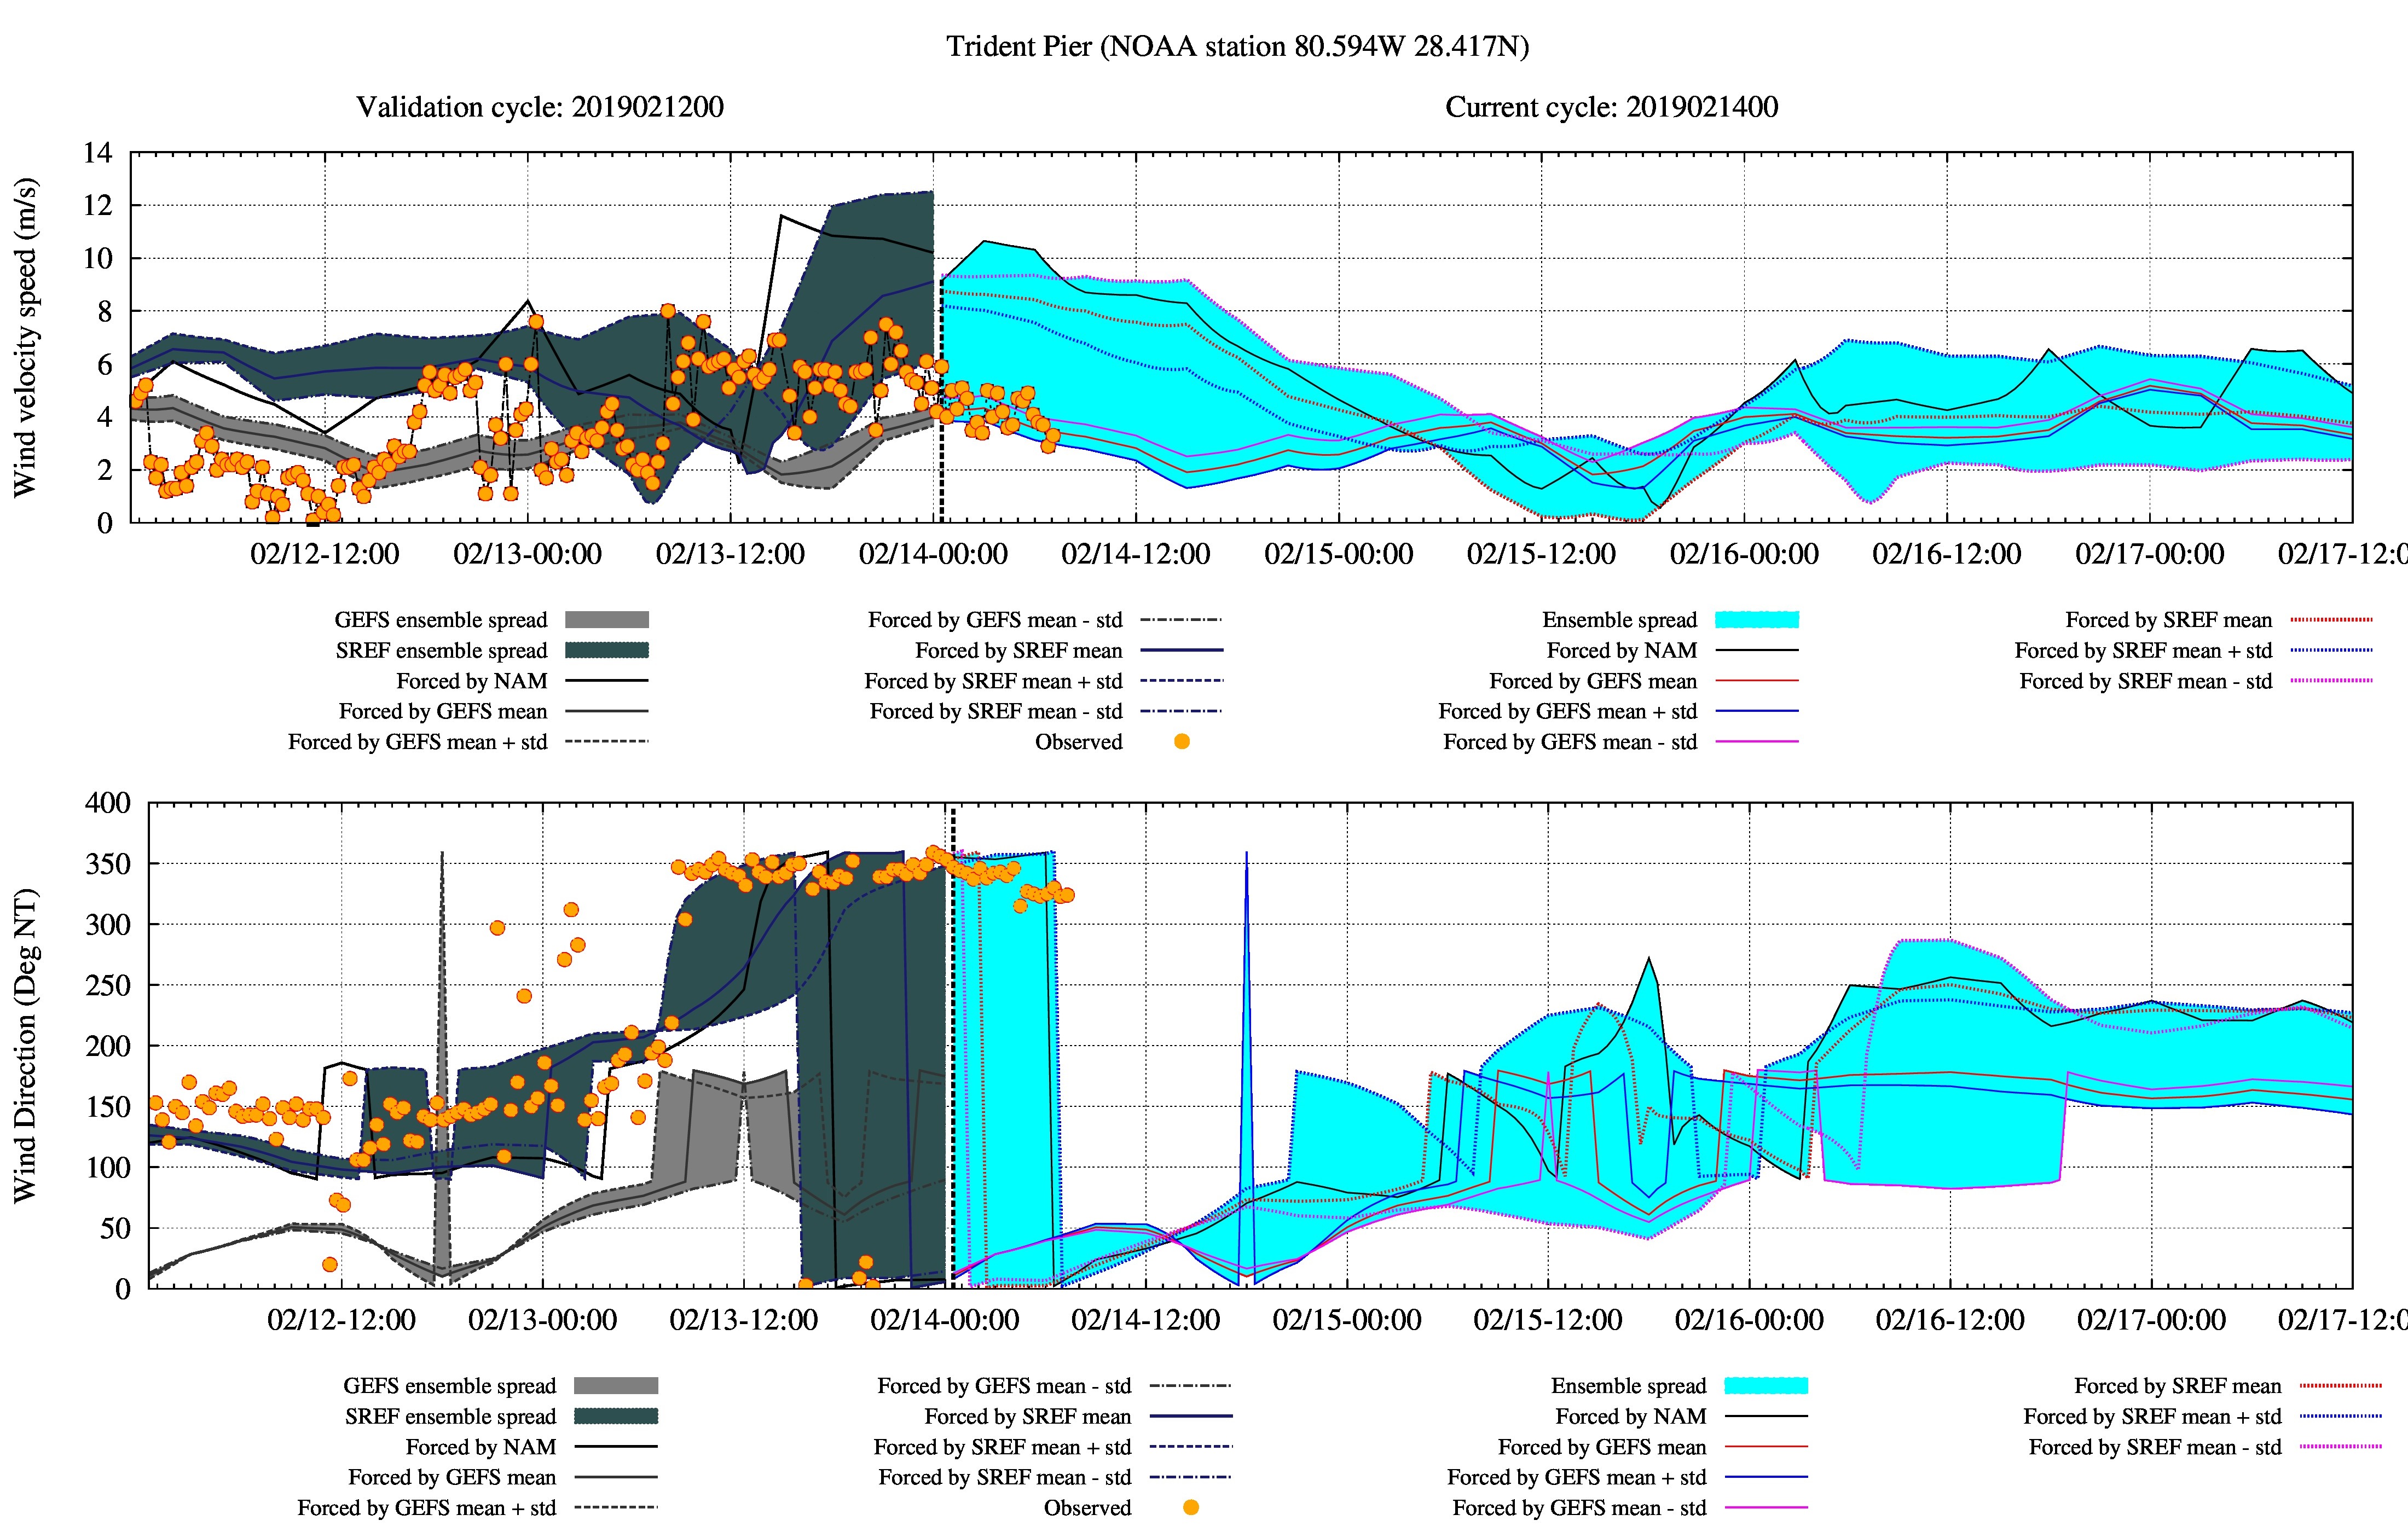 Trident Pier (NOAA station 80.594W 28.417N)
Validation cycle: 2019021200
Current cycle: 2019021400
Wind velocity speed (m/s)
14
12
10
8
6
4
2
0
02/12-12:00 02/13-00:00 02/13-12:00 02/14-00:00 02/14-12:00 02/15-00:00 02/15-12:00 02/16-00:00 02/16-12:00 02/17-00:00 02/17-12:0
GEFS ensemble spread
SREF ensemble spread
Forced by NAM
Forced by GEFS mean
Forced by GEFS mean + std
Forced by GEFS mean - std
Forced by SREF mean
Forced by SREF mean + std
Forced by SREF mean - std
Observed
Ensemble spread
Forced by NAM
Forced by GEFS mean
Forced by GEFS mean + std
Forced by GEFS mean - std
Forced by SREF mean
Forced by SREF mean + std
Forced by SREF mean - std
Wind Direction (Deg NT)
400
350
300
250
200
150
100
50
0
02/12-12:00 02/13-00:00 02/13-12:00 02/14-00:00 02/14-12:00 02/15-00:00 02/15-12:00 02/16-00:00 02/16-12:00 02/17-00:00 02/17-12:0
GEFS ensemble spread
SREF ensemble spread
Forced by NAM
Forced by GEFS mean
Forced by GEFS mean + std
Forced by GEFS mean - std
Forced by SREF mean
Forced by SREF mean + std
Forced by SREF mean - std
Observed
Ensemble spread
Forced by NAM
Forced by GEFS mean
Forced by GEFS mean + std
Forced by GEFS mean - std
Forced by SREF mean
Forced by SREF mean + std
Forced by SREF mean - std